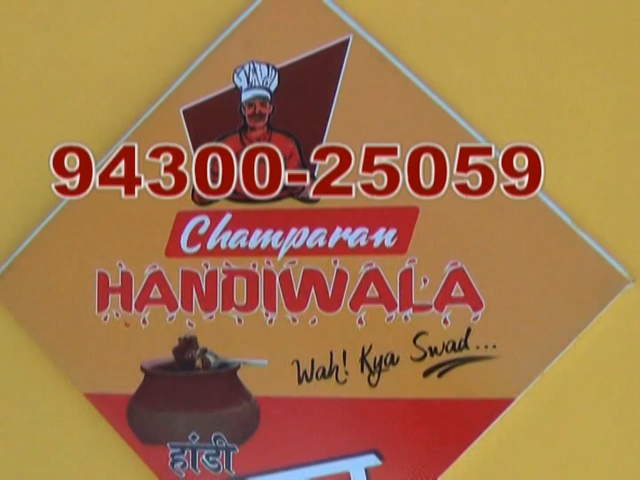 94300-25059
Champaran
HANDIWALA
Wah! Kya Swad...
हांडी